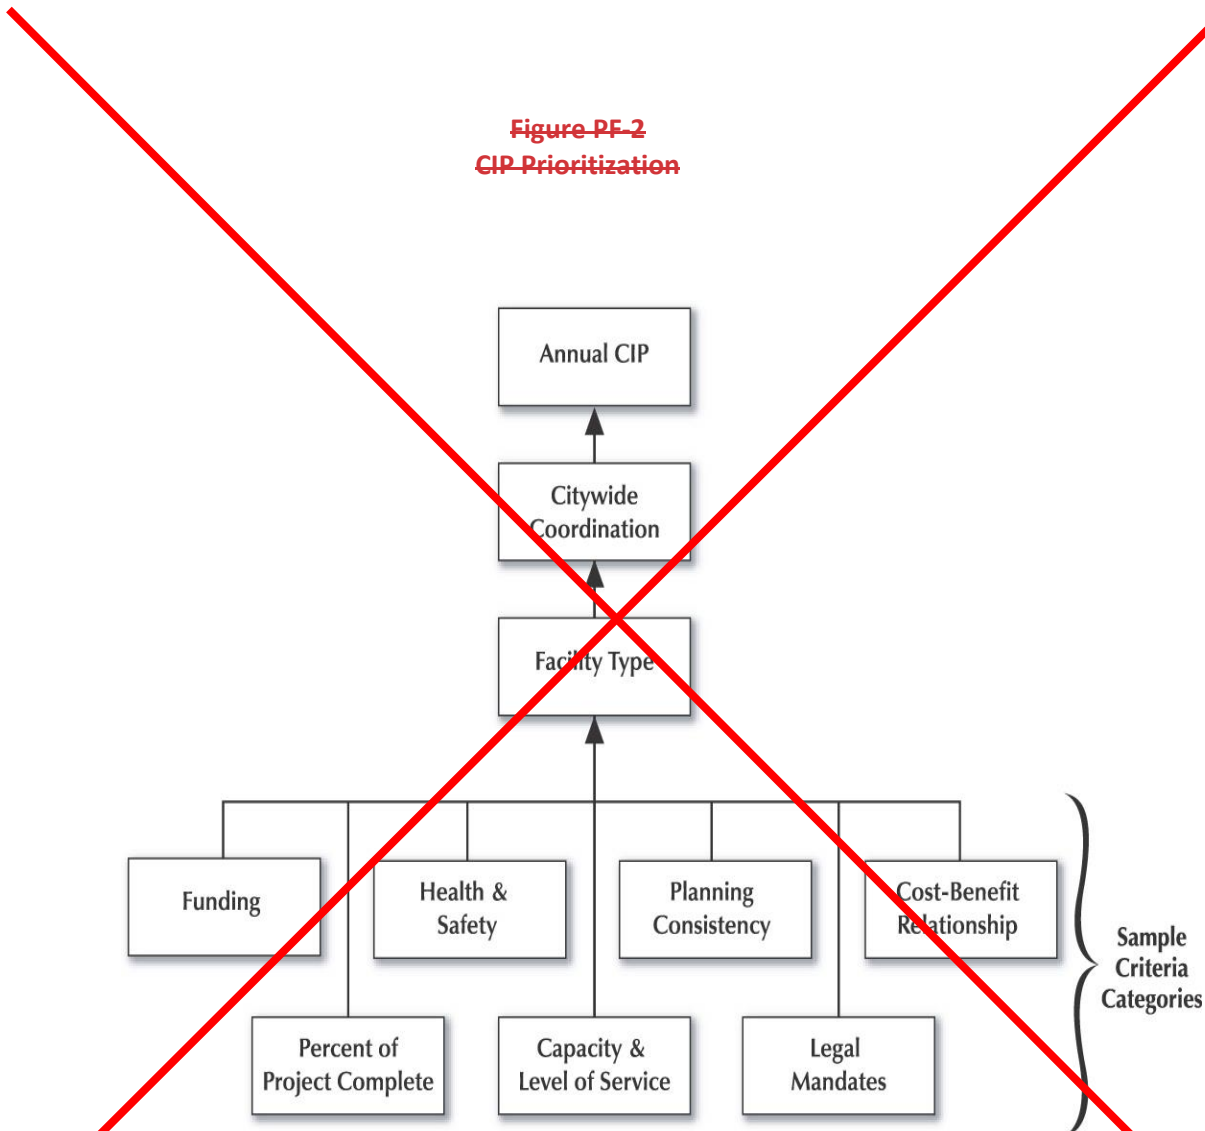 Figure PF-2
CIP Prioritization
Annual CIP
Citywide
Coordination
Facility Type
Funding
Health &
Safety
Planning
Consistency
Cost-Benefit
Relationship
Percent of
Project Complete
Capacity &
Level of Service
Legal
Mandates
Sample
Criteria
Categories